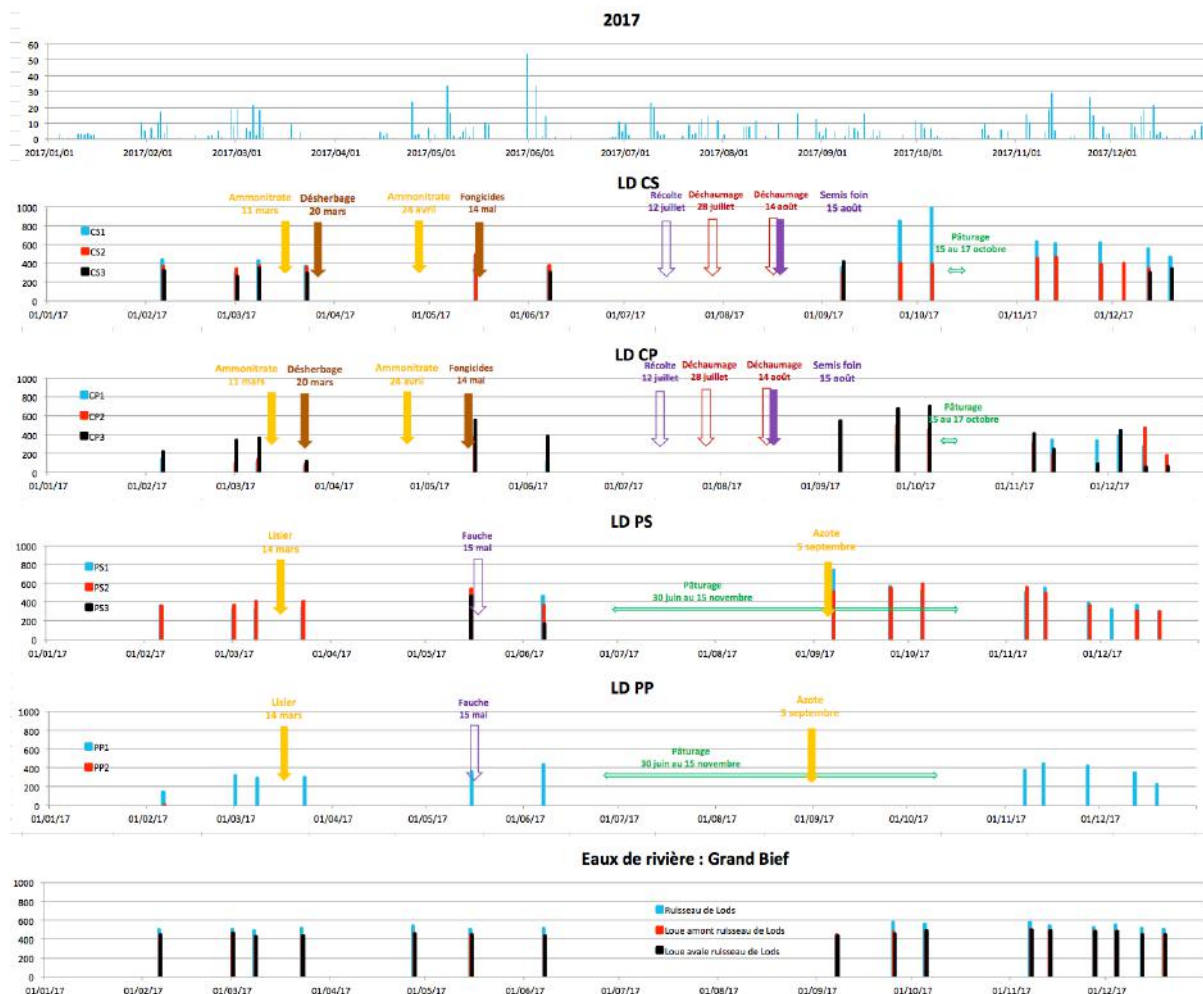 2017
60
50
40
30
20
10
0
2017/01/01 2017/02/01 2017/03/01 2017/04/01 2017/05/01 2017/06/01 2017/07/01 2017/08/01 2017/09/01 2017/10/01 2017/11/01 2017/12/01
LD CS
Ammonitrate Désherbage Ammonitrate Fongicides Récolte Déchaumage Déchaumage Semis foin
11 mars 20 mars 24 avril 14 mai 12 juillet 28 juillet 14 août 15 août
1000
800
600
400
200
0
CS1
CS2
CS3
Pâturage
15 au 17 octobre
01/01/17 01/02/17 01/03/17 01/04/17 01/05/17 01/06/17 01/07/17 01/08/17 01/09/17 01/10/17 01/11/17 01/12/17
LD CP
Ammonitrate Désherbage Ammonitrate Fongicides Récolte Déchaumage Déchaumage Semis foin
11 mars 20 mars 24 avril 14 mai 12 juillet 28 juillet 14 août 15 août
1000
800
600
400
200
0
CP1
CP2
CP3
Pâturage
15 au 17 octobre
01/01/17 01/02/17 01/03/17 01/04/17 01/05/17 01/06/17 01/07/17 01/08/17 01/09/17 01/10/17 01/11/17 01/12/17
LD PS
Lisier Fauche Azote
14 mars 15 mai 5 septembre
1000
800
600
400
200
0
PS1
PS2
PS3
Pâturage
30 juin au 15 novembre
01/01/17 01/02/17 01/03/17 01/04/17 01/05/17 01/06/17 01/07/17 01/08/17 01/09/17 01/10/17 01/11/17 01/12/17
LD PP
Lisier Fauche Azote
14 mars 15 mai 5 septembre
1000
800
600
400
200
0
PP1
PP2
Pâturage
30 juin au 15 novembre
01/01/17 01/02/17 01/03/17 01/04/17 01/05/17 01/06/17 01/07/17 01/08/17 01/09/17 01/10/17 01/11/17 01/12/17
Eaux de rivière : Grand Bief
1000
800
600
400
200
0
Ruisseau de Lods
Loue amont ruisseau de Lods
Loue avale ruisseau de Lods
01/01/17 01/02/17 01/03/17 01/04/17 01/05/17 01/06/17 01/07/17 01/08/17 01/09/17 01/10/17 01/11/17 01/12/17